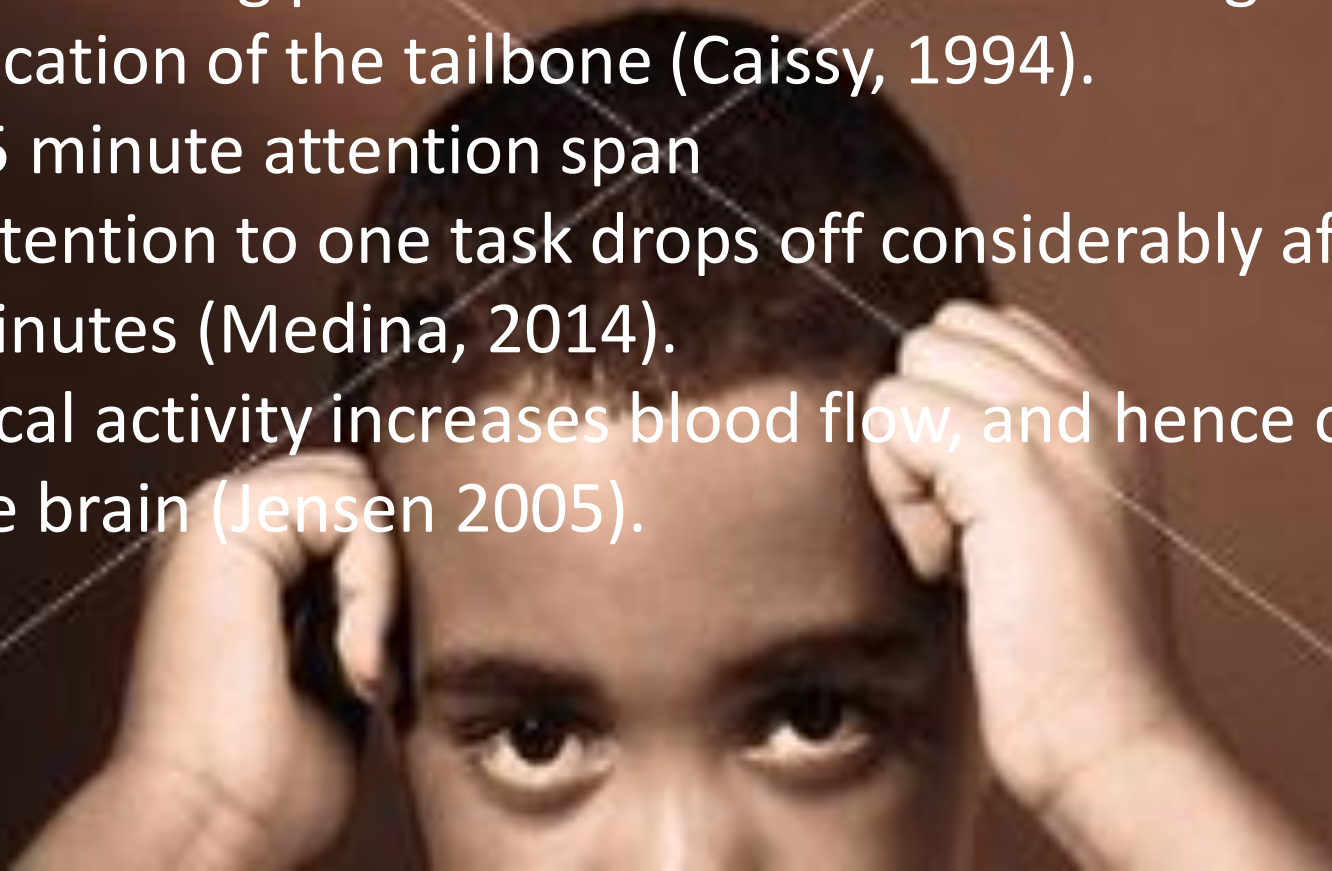 cation of the tailbone (Caissy, 1994).
minute attention span
tention to one task drops off considerably af
inutes (Medina, 2014).
cal activity increases blood flow, and hence
e brain (Jensen 2005).